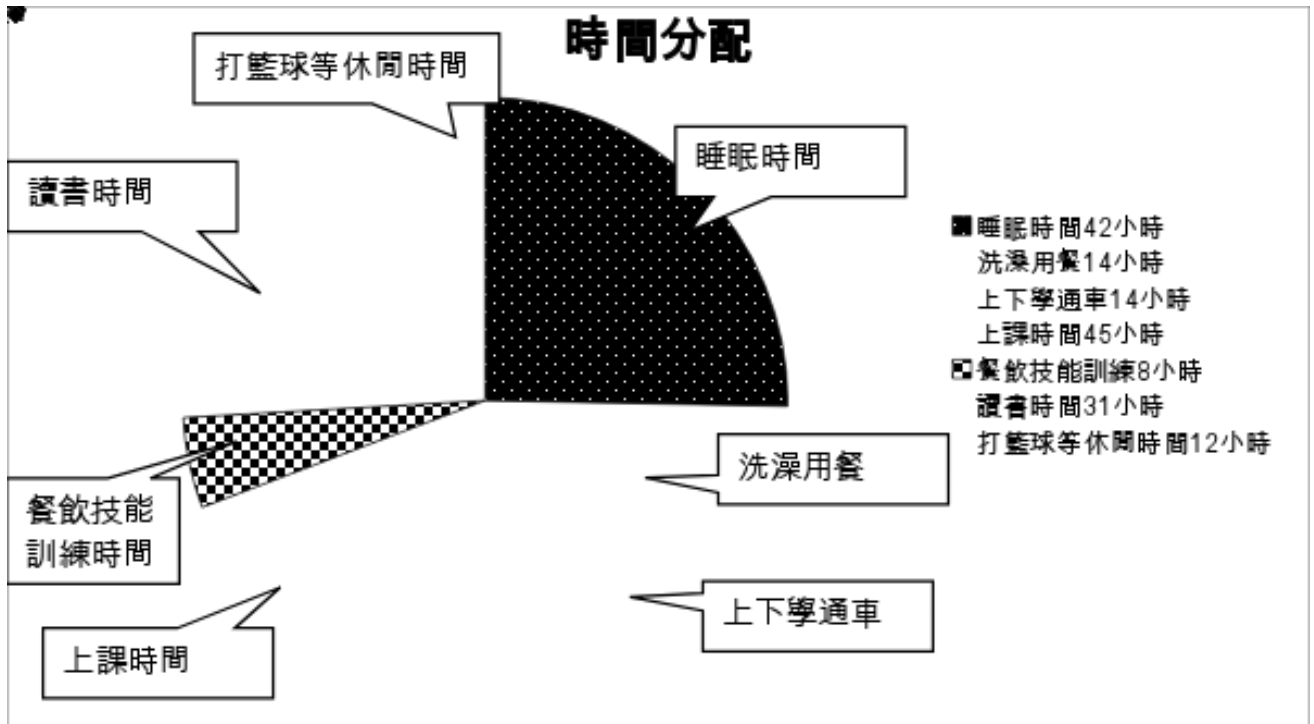 時間分配
打籃球等休閒時間
睡眠時間
讀書時間
睡眠時間42小時
洗澡用餐14小時
上下學通車14小時
上課時間45小時
餐飲技能訓練8小時
讀書時間31小時
打籃球等休閒時間12小時
洗澡用餐
餐飲技能
訓練時間
上下學通車
上課時間